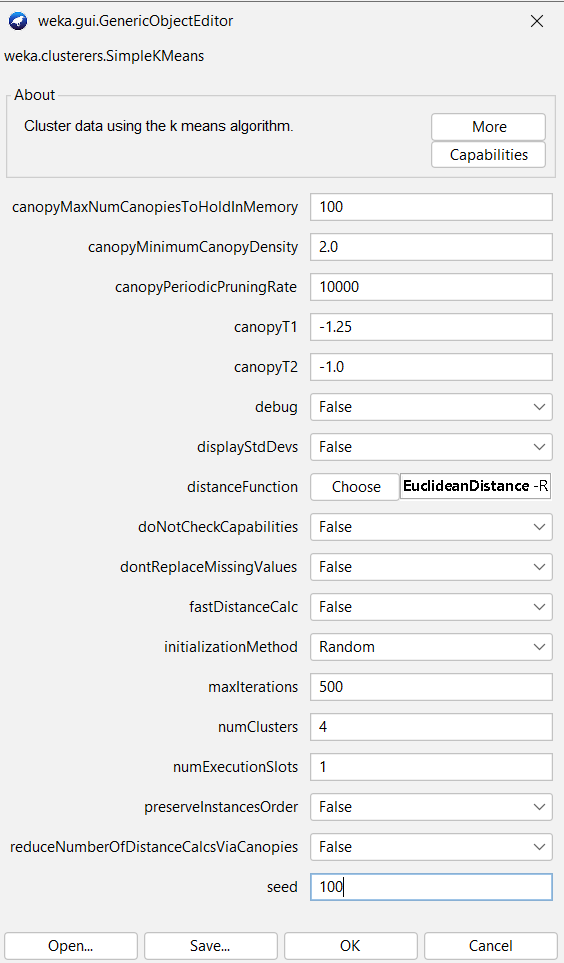 weka.gui.GenericObjectEditor
weka.clusterers.SimpleKMeans
About
Cluster data using the k means algorithm.
More
Capabilities
canopyMaxNumCanopiesToHoldInMemory 100
canopyMinimumCanopyDensity 2.0
canopyPeriodicPruningRate 10000
canopyT1 -1.25
canopyT2 -1.0
debug False
displayStdDevs False
distanceFunction Choose EuclideanDistance -R
doNotCheckCapabilities False
dontReplaceMissingValues False
fastDistanceCalc False
initializationMethod Random
maxIterations 500
numClusters 4
numExecutionSlots 1
preserveInstancesOrder False
reduceNumberOfDistanceCalcsViaCanopies False
seed 100
Open... Save... OK Cancel